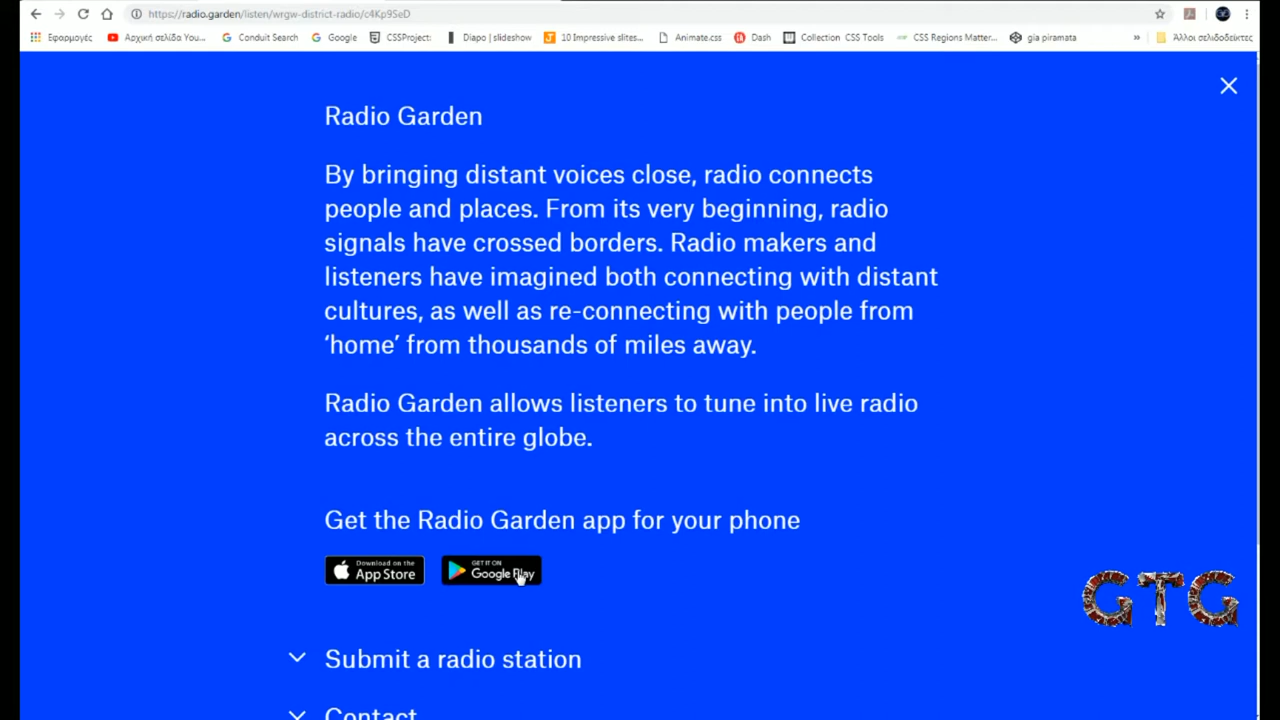 https://radio.garden/listen/wrgw-district-radio/c4Kp9SeD
Εφαρμογές Αρχική σελίδα You... Conduit Search Google CSSProject: Diapo | slideshow 10 Impressive slites... Animate.css Dash Collection CSS Tools CSS Regions Matter... gia piramata » Άλλοι σελιδοδείκτες
Radio Garden
By bringing distant voices close, radio connects
people and places. From its very beginning, radio
signals have crossed borders. Radio makers and
listeners have imagined both connecting with distant
cultures, as well as re-connecting with people from
‘home’ from thousands of miles away.
Radio Garden allows listeners to tune into live radio
across the entire globe.
Get the Radio Garden app for your phone
Download on the
App Store
GET IT ON
Google Play
GTG
Submit a radio station
Contact